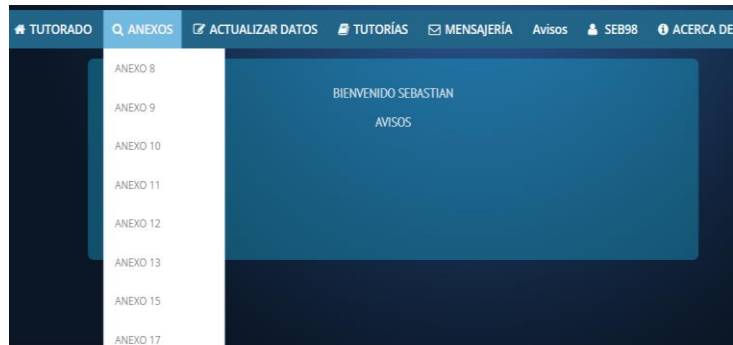 TUTORADO ANEXOS ACTUALIZAR DATOS TUTORÍAS MENSAJERÍA Avisos SEB98 ACERCA DE
ANEXO 8
BIENVENIDO SEBASTIAN
ANEXO 9
AVISOS
ANEXO 10
ANEXO 11
ANEXO 12
ANEXO 13
ANEXO 15
ANEXO 17